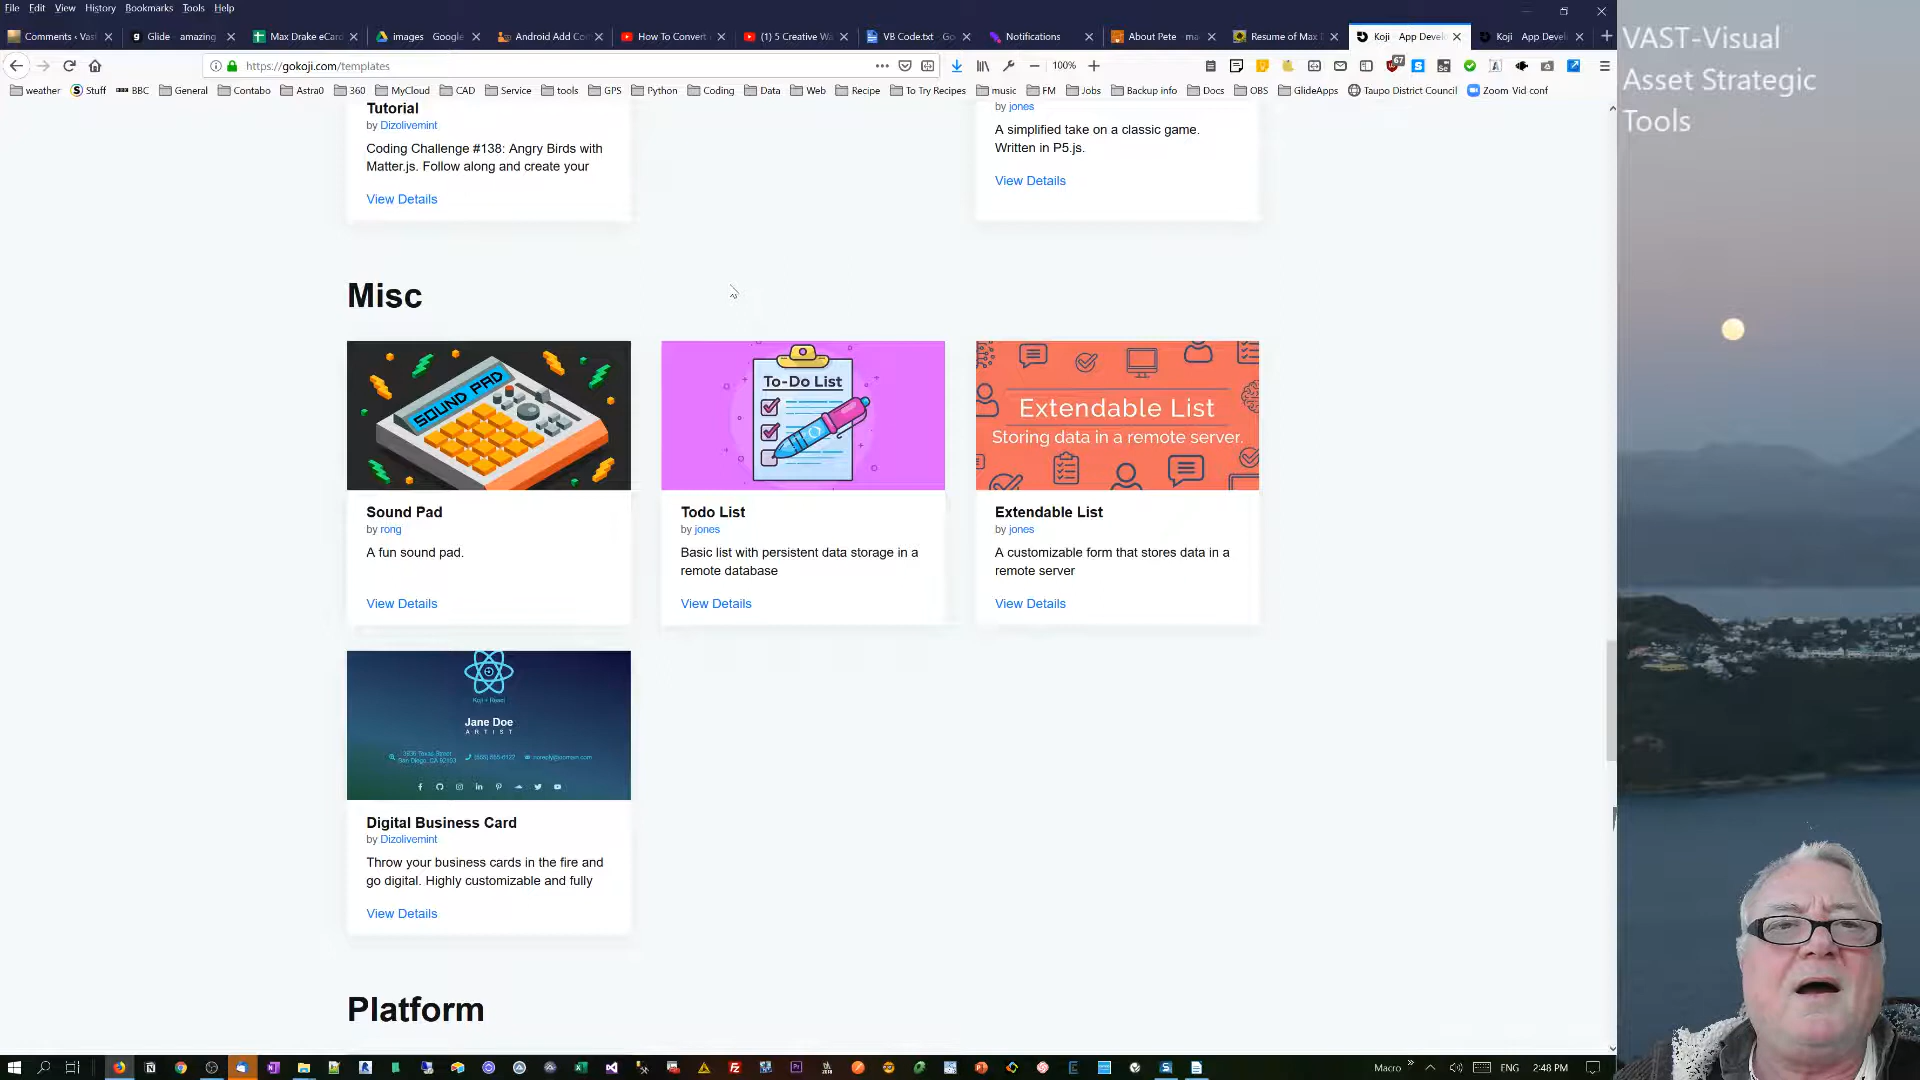 File Edit View History Bookmarks Tools Help
Comments ‹ Vast
Glide - amazing
Max Drake eCard
images - Google
Android Add Con
How To Convert
(1) 5 Creative Wa
VB Code.txt - Go
Notifications
About Pete
Resume of Max
Koji - App Devel
Koji - App Devel
https://gokoji.com/templates
100%
67
weather Stuff BBC General Contabo Astra0 360 MyCloud CAD Service tools GPS Python Coding Data Web Recipe To Try Recipes music FM Jobs Backup info Docs OBS GlideApps Taupo District Council Zoom Vid conf
VAST-Visual
Asset Strategic
Tools
Tutorial
by Dizolivemint
Coding Challenge #138: Angry Birds with
Matter.js. Follow along and create your
View Details
by jones
A simplified take on a classic game.
Written in P5.js.
View Details
Misc
SOUND PAD
Sound Pad
by rong
A fun sound pad.
View Details
To-Do List
Todo List
by jones
Basic list with persistent data storage in a
remote database
View Details
Extendable List
Storing data in a remote server.
Extendable List
by jones
A customizable form that stores data in a
remote server
View Details
Koji + React
Jane Doe
ARTIST
Digital Business Card
by Dizolivemint
Throw your business cards in the fire and
go digital. Highly customizable and fully
View Details
Platform
Macro
ENG
2:48 PM